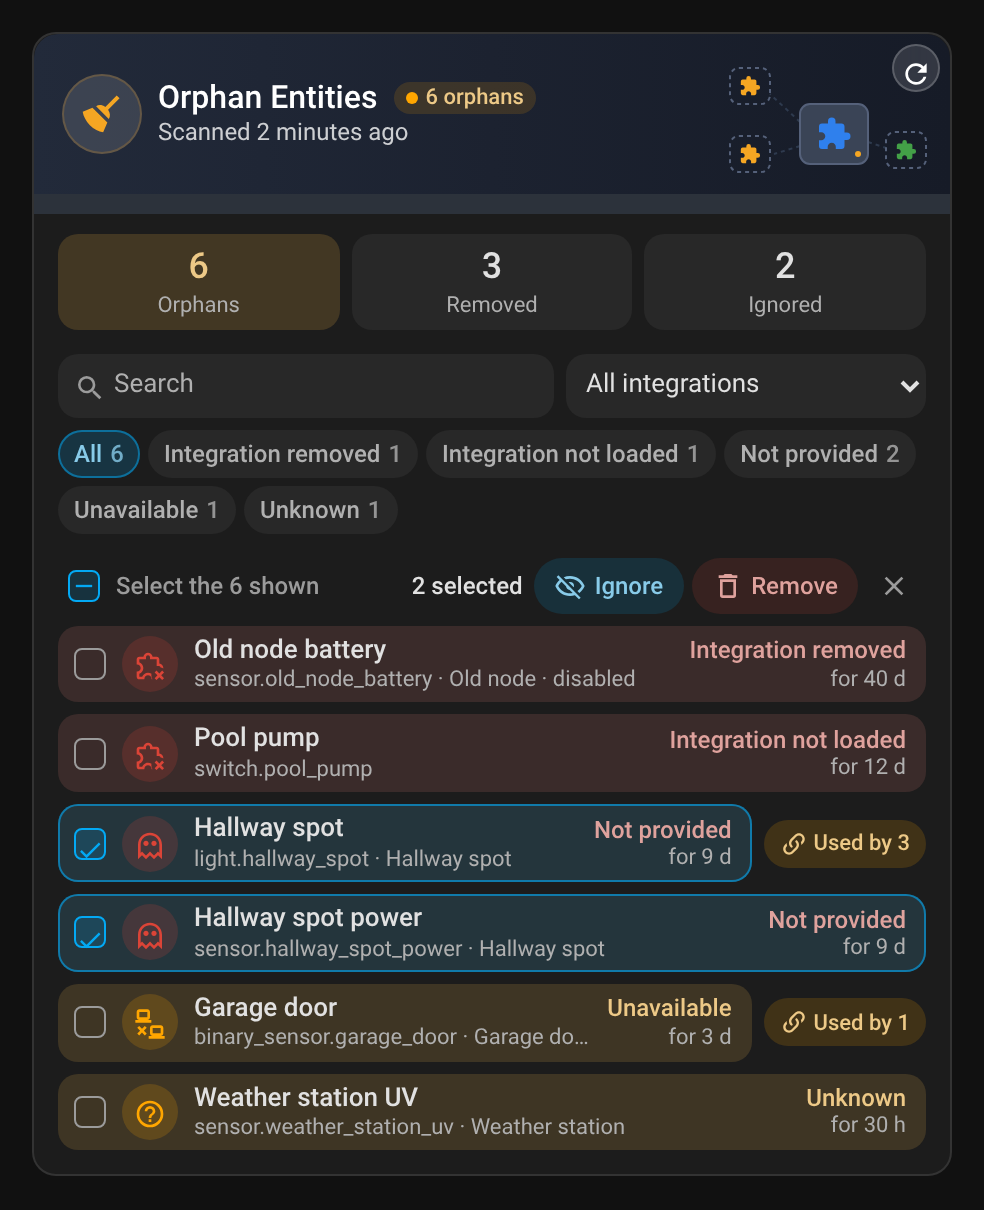 Orphan Entities
6 orphans
Scanned 2 minutes ago
6
Orphans
3
Removed
2
Ignored
Search
All integrations
All 6
Integration removed 1
Integration not loaded 1
Not provided 2
Unavailable 1
Unknown 1
Select the 6 shown
2 selected
Ignore
Remove
Old node battery
Integration removed
sensor.old_node_battery · Old node · disabled
for 40 d
Pool pump
Integration not loaded
switch.pool_pump
for 12 d
Hallway spot
Not provided
light.hallway_spot · Hallway spot
for 9 d
Used by 3
Hallway spot power
Not provided
sensor.hallway_spot_power · Hallway spot
for 9 d
Garage door
Unavailable
binary_sensor.garage_door · Garage do...
for 3 d
Used by 1
Weather station UV
Unknown
sensor.weather_station_uv · Weather station
for 30 h